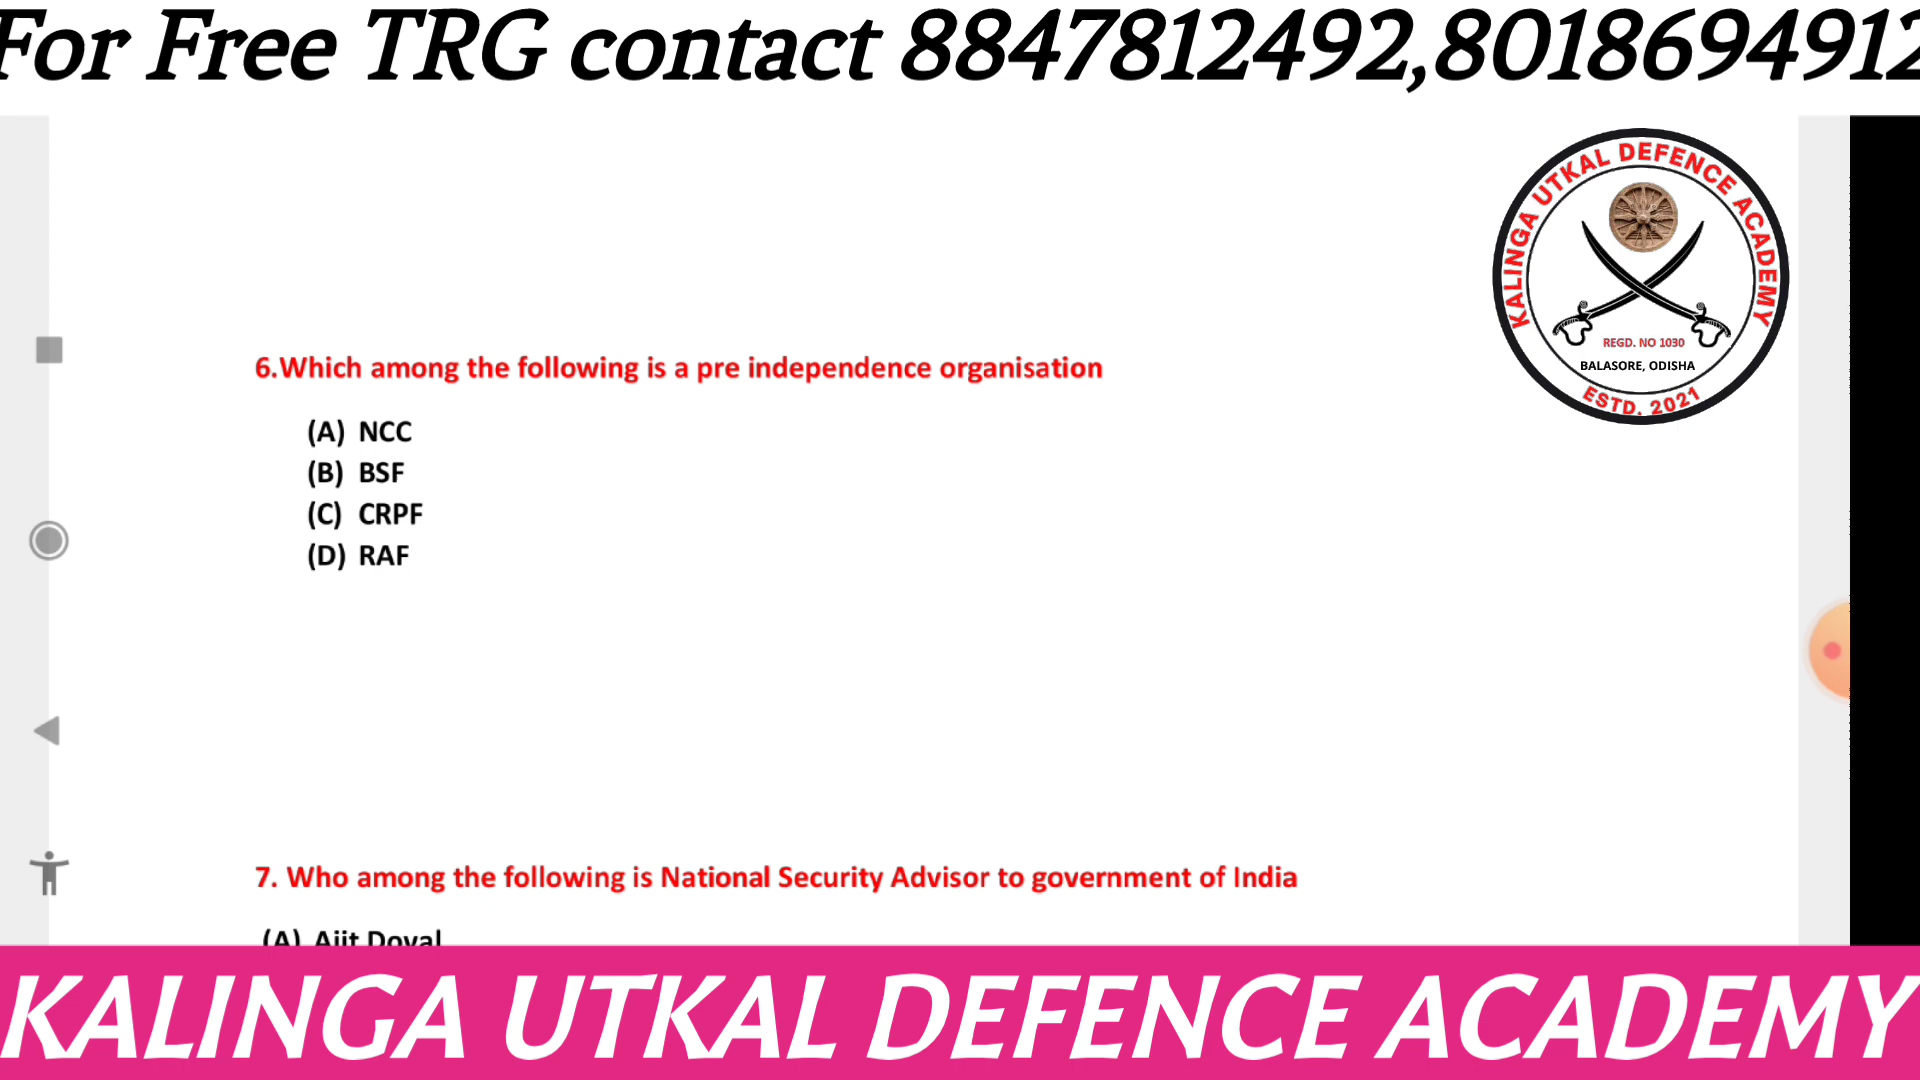 For Free TRG contact 8847812492,8018694912
KALINGA UTKAL DEFENCE ACADEMY
REGD. NO 1030
BALASORE, ODISHA
ESTD. 2021
6.Which among the following is a pre independence organisation
(A) NCC
(B) BSF
(C) CRPF
(D) RAF
7. Who among the following is National Security Advisor to government of India
(A) Ajit Doval
KALINGA UTKAL DEFENCE ACADEMY